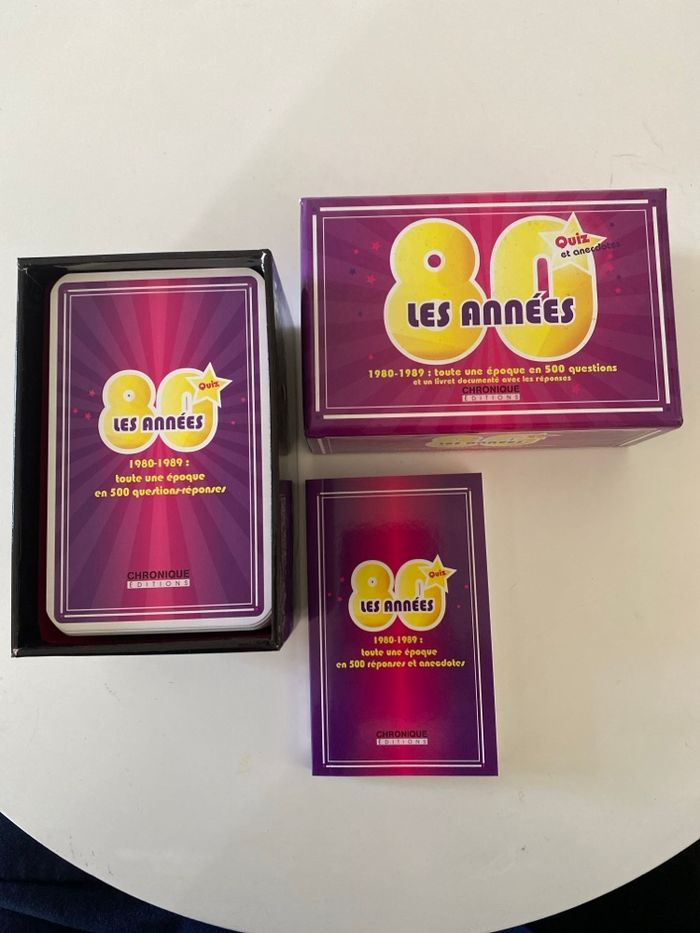 80
Quiz
LES ANNÉES
1980-1989 :
toute une époque
en 500 questions-réponses
CHRONIQUE
ÉDITIONS
80
Quiz
et anecdotes
LES ANNÉES
1980-1989 : toute une époque en 500 questions
et un livret documenté avec les réponses
CHRONIQUE
ÉDITIONS
LES ANNÉES
80
Quiz
LES ANNÉES
1980-1989 :
toute une époque
en 500 réponses et anecdotes
CHRONIQUE
ÉDITIONS